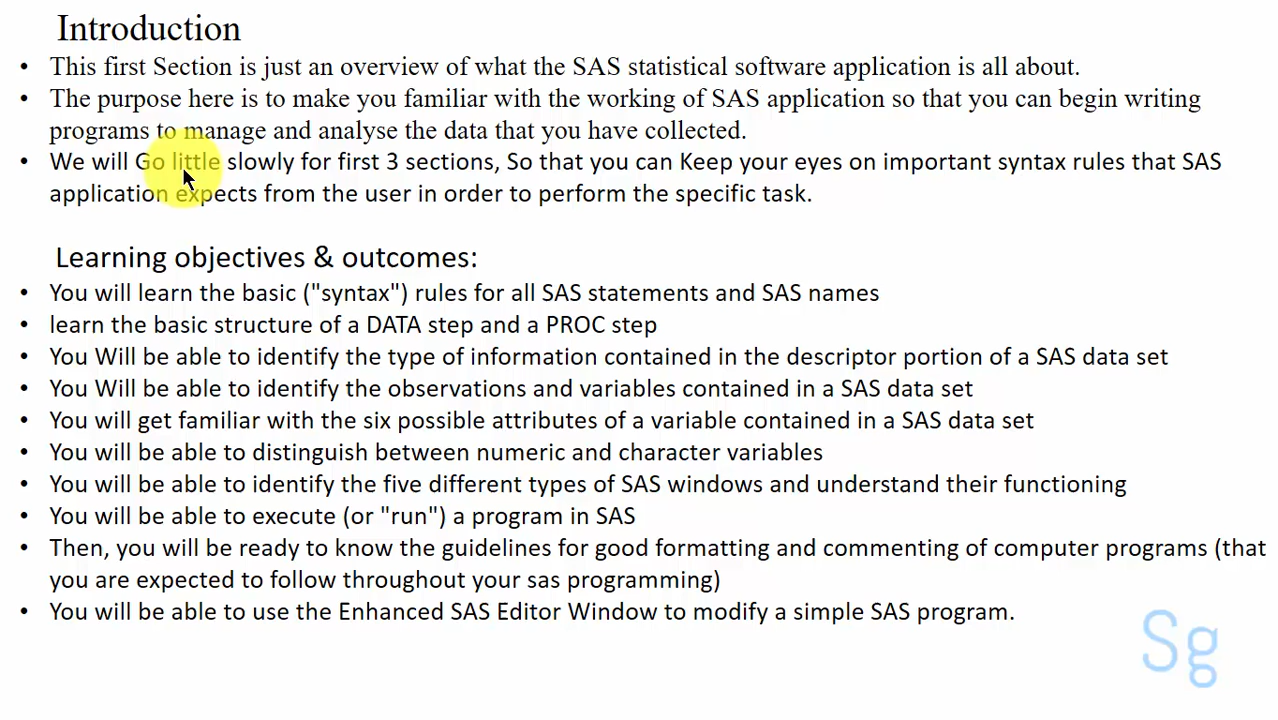 Introduction
• This first Section is just an overview of what the SAS statistical software application is all about.
• The purpose here is to make you familiar with the working of SAS application so that you can begin writing
programs to manage and analyse the data that you have collected.
• We will Go little slowly for first 3 sections, So that you can Keep your eyes on important syntax rules that SAS
application expects from the user in order to perform the specific task.
Learning objectives & outcomes:
• You will learn the basic ("syntax") rules for all SAS statements and SAS names
• learn the basic structure of a DATA step and a PROC step
• You Will be able to identify the type of information contained in the descriptor portion of a SAS data set
• You Will be able to identify the observations and variables contained in a SAS data set
• You will get familiar with the six possible attributes of a variable contained in a SAS data set
• You will be able to distinguish between numeric and character variables
• You will be able to identify the five different types of SAS windows and understand their functioning
• You will be able to execute (or "run") a program in SAS
• Then, you will be ready to know the guidelines for good formatting and commenting of computer programs (that
you are expected to follow throughout your sas programming)
• You will be able to use the Enhanced SAS Editor Window to modify a simple SAS program.
Sg